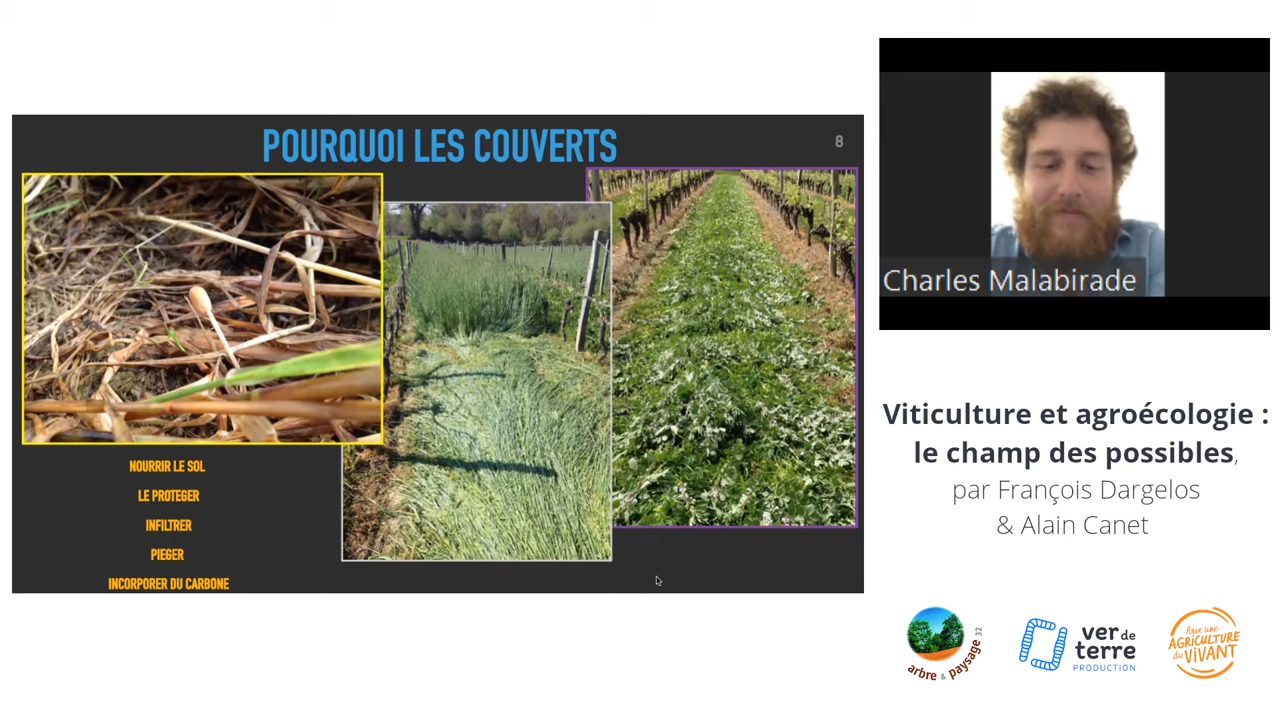 POURQUOI LES COUVERTS
8
NOURRIR LE SOL
LE PROTEGER
INFILTRER
PIEGER
INCORPORER DU CARBONE
Charles Malabirade
Viticulture et agroécologie :
le champ des possibles,
par François Dargelos
& Alain Canet
arbre & paysage 32
ver de
terre
PRODUCTION
Pour une
AGRICULTURE
du VIVANT